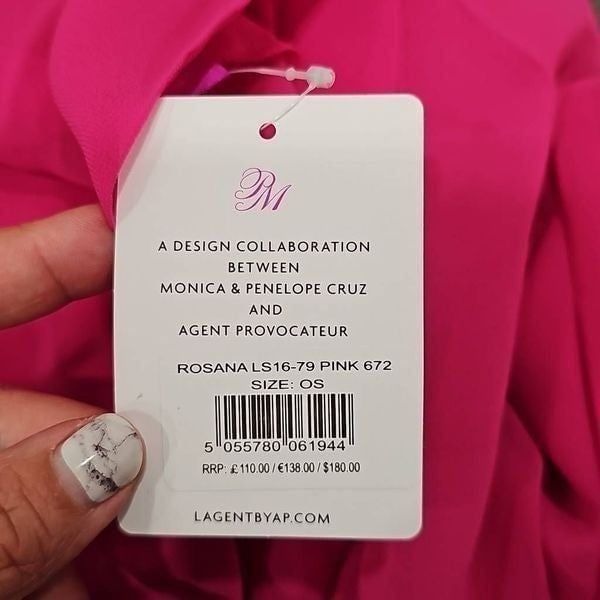 PM
A DESIGN COLLABORATION
BETWEEN
MONICA & PENELOPE CRUZ
AND
AGENT PROVOCATEUR
ROSANA LS16-79 PINK 672
SIZE: OS
5 055780 061944
RRP: £110.00 / €138.00 / $180.00
LAGENTBYAP.COM